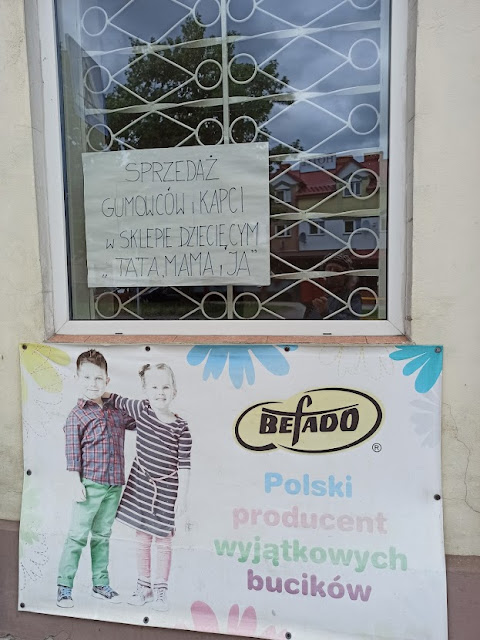 SPRZEDAŻ
GUMOWCÓW i KAPCI
w SKLEPIE DZIECIĘCYM
„TATA, MAMA i JA"
BEfADO
®
Polski
producent
wyjątkowych
bucików